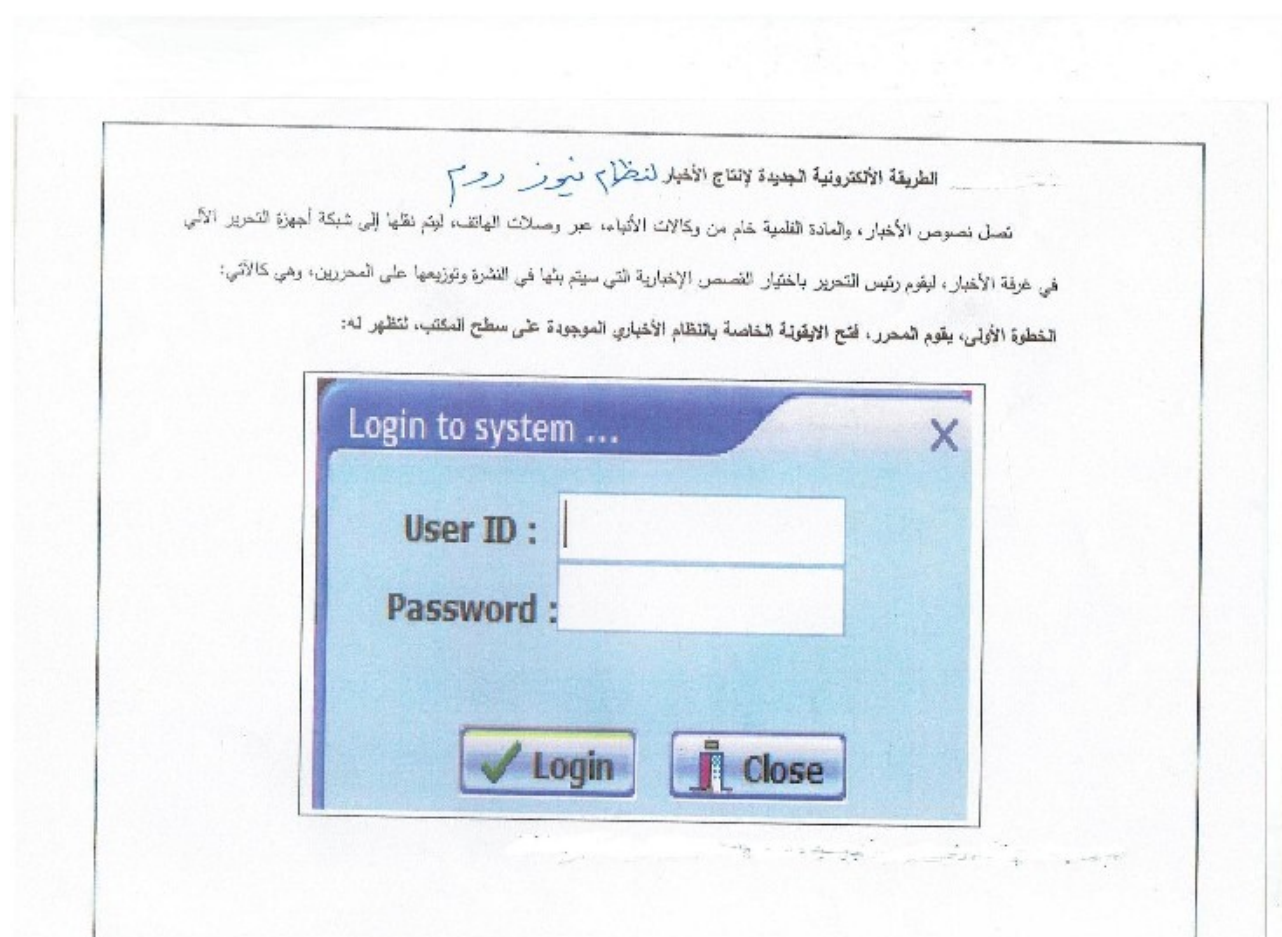 الطريقة الألكترونية الجديدة لإنتاج الأخبار لنظام نيوز روم
تصل نصوص الأخبار، والمادة الفلمية خام من وكالات الأنباء، عبر وصلات الهاتف، ليتم نقلها إلى شبكة أجهزة التحرير الآلي
في غرفة الأخبار، ليقوم رئيس التحرير باختيار القصص الإخبارية التي سيتم بثها في النشرة وتوزيعها على المحررين، وهي كالآتي:
الخطوة الأولى، يقوم المحرر، فتح الايقونة الخاصة بالنظام الأخباري الموجودة على سطح المكتب، لتظهر له:
Login to system ...
User ID :
Password :
Login Close